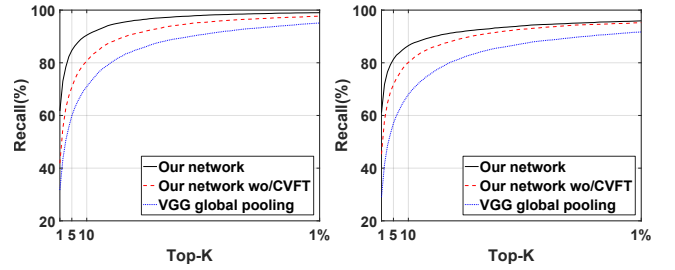 100
80
60
40
20
Recall(%)
Our network
Our network wo/CVFT
VGG global pooling
1 5 10 1%
Top-K
100
80
60
40
20
Recall(%)
Our network
Our network wo/CVFT
VGG global pooling
1 5 10 1%
Top-K